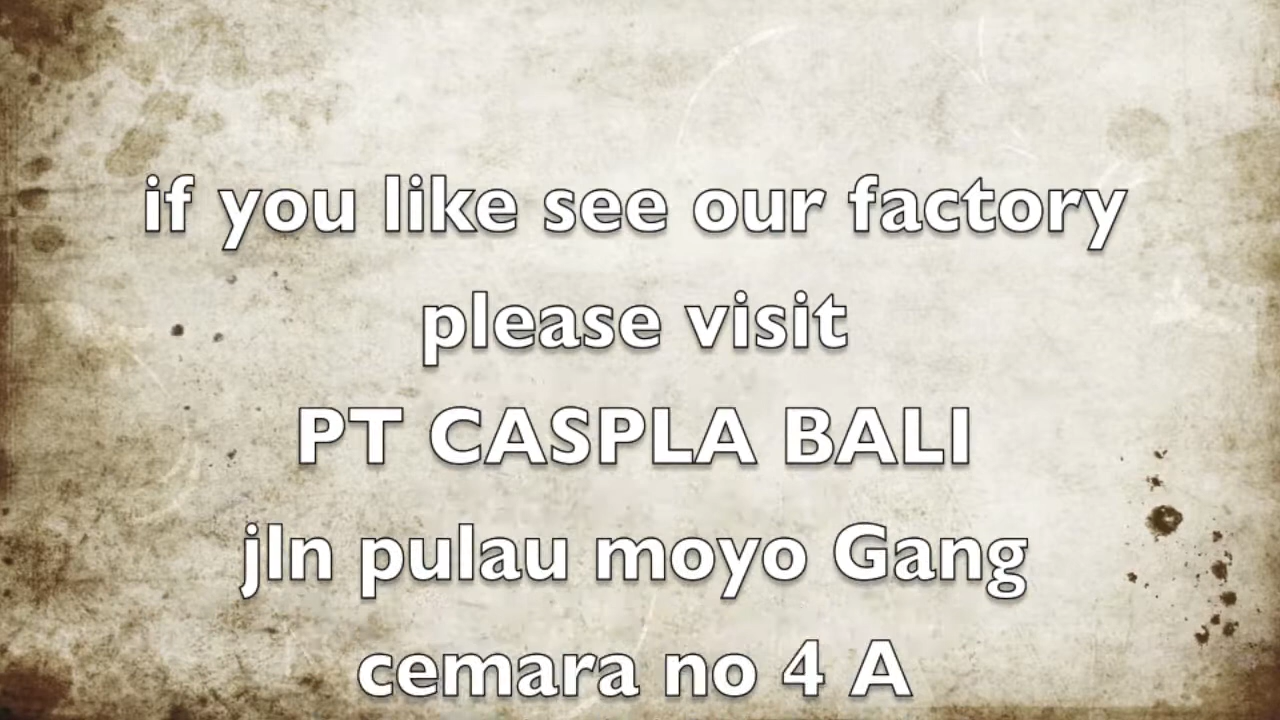 if you like see our factory
please visit
PT CASPLA BALI
jln pulau moyo Gang
cemara no 4 A